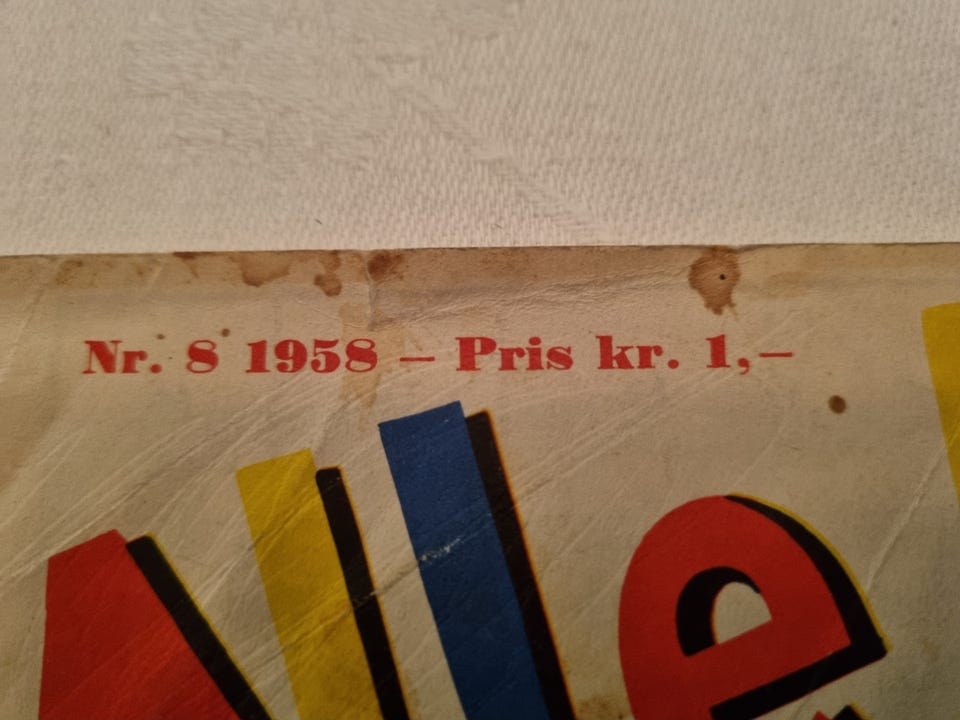 Nr. 8 1958 – Pris kr. 1,–
Alle